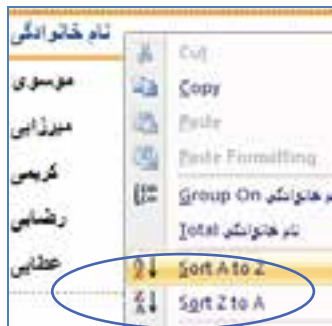 نام خانوادگی
موسوی
میرزایی
کریمی
رضایی
عطایی
Cut
Copy
Paste
Paste Formatting
Group On نام خانوادگی
Total نام خانوادگی
Sort A to Z
Sort Z to A